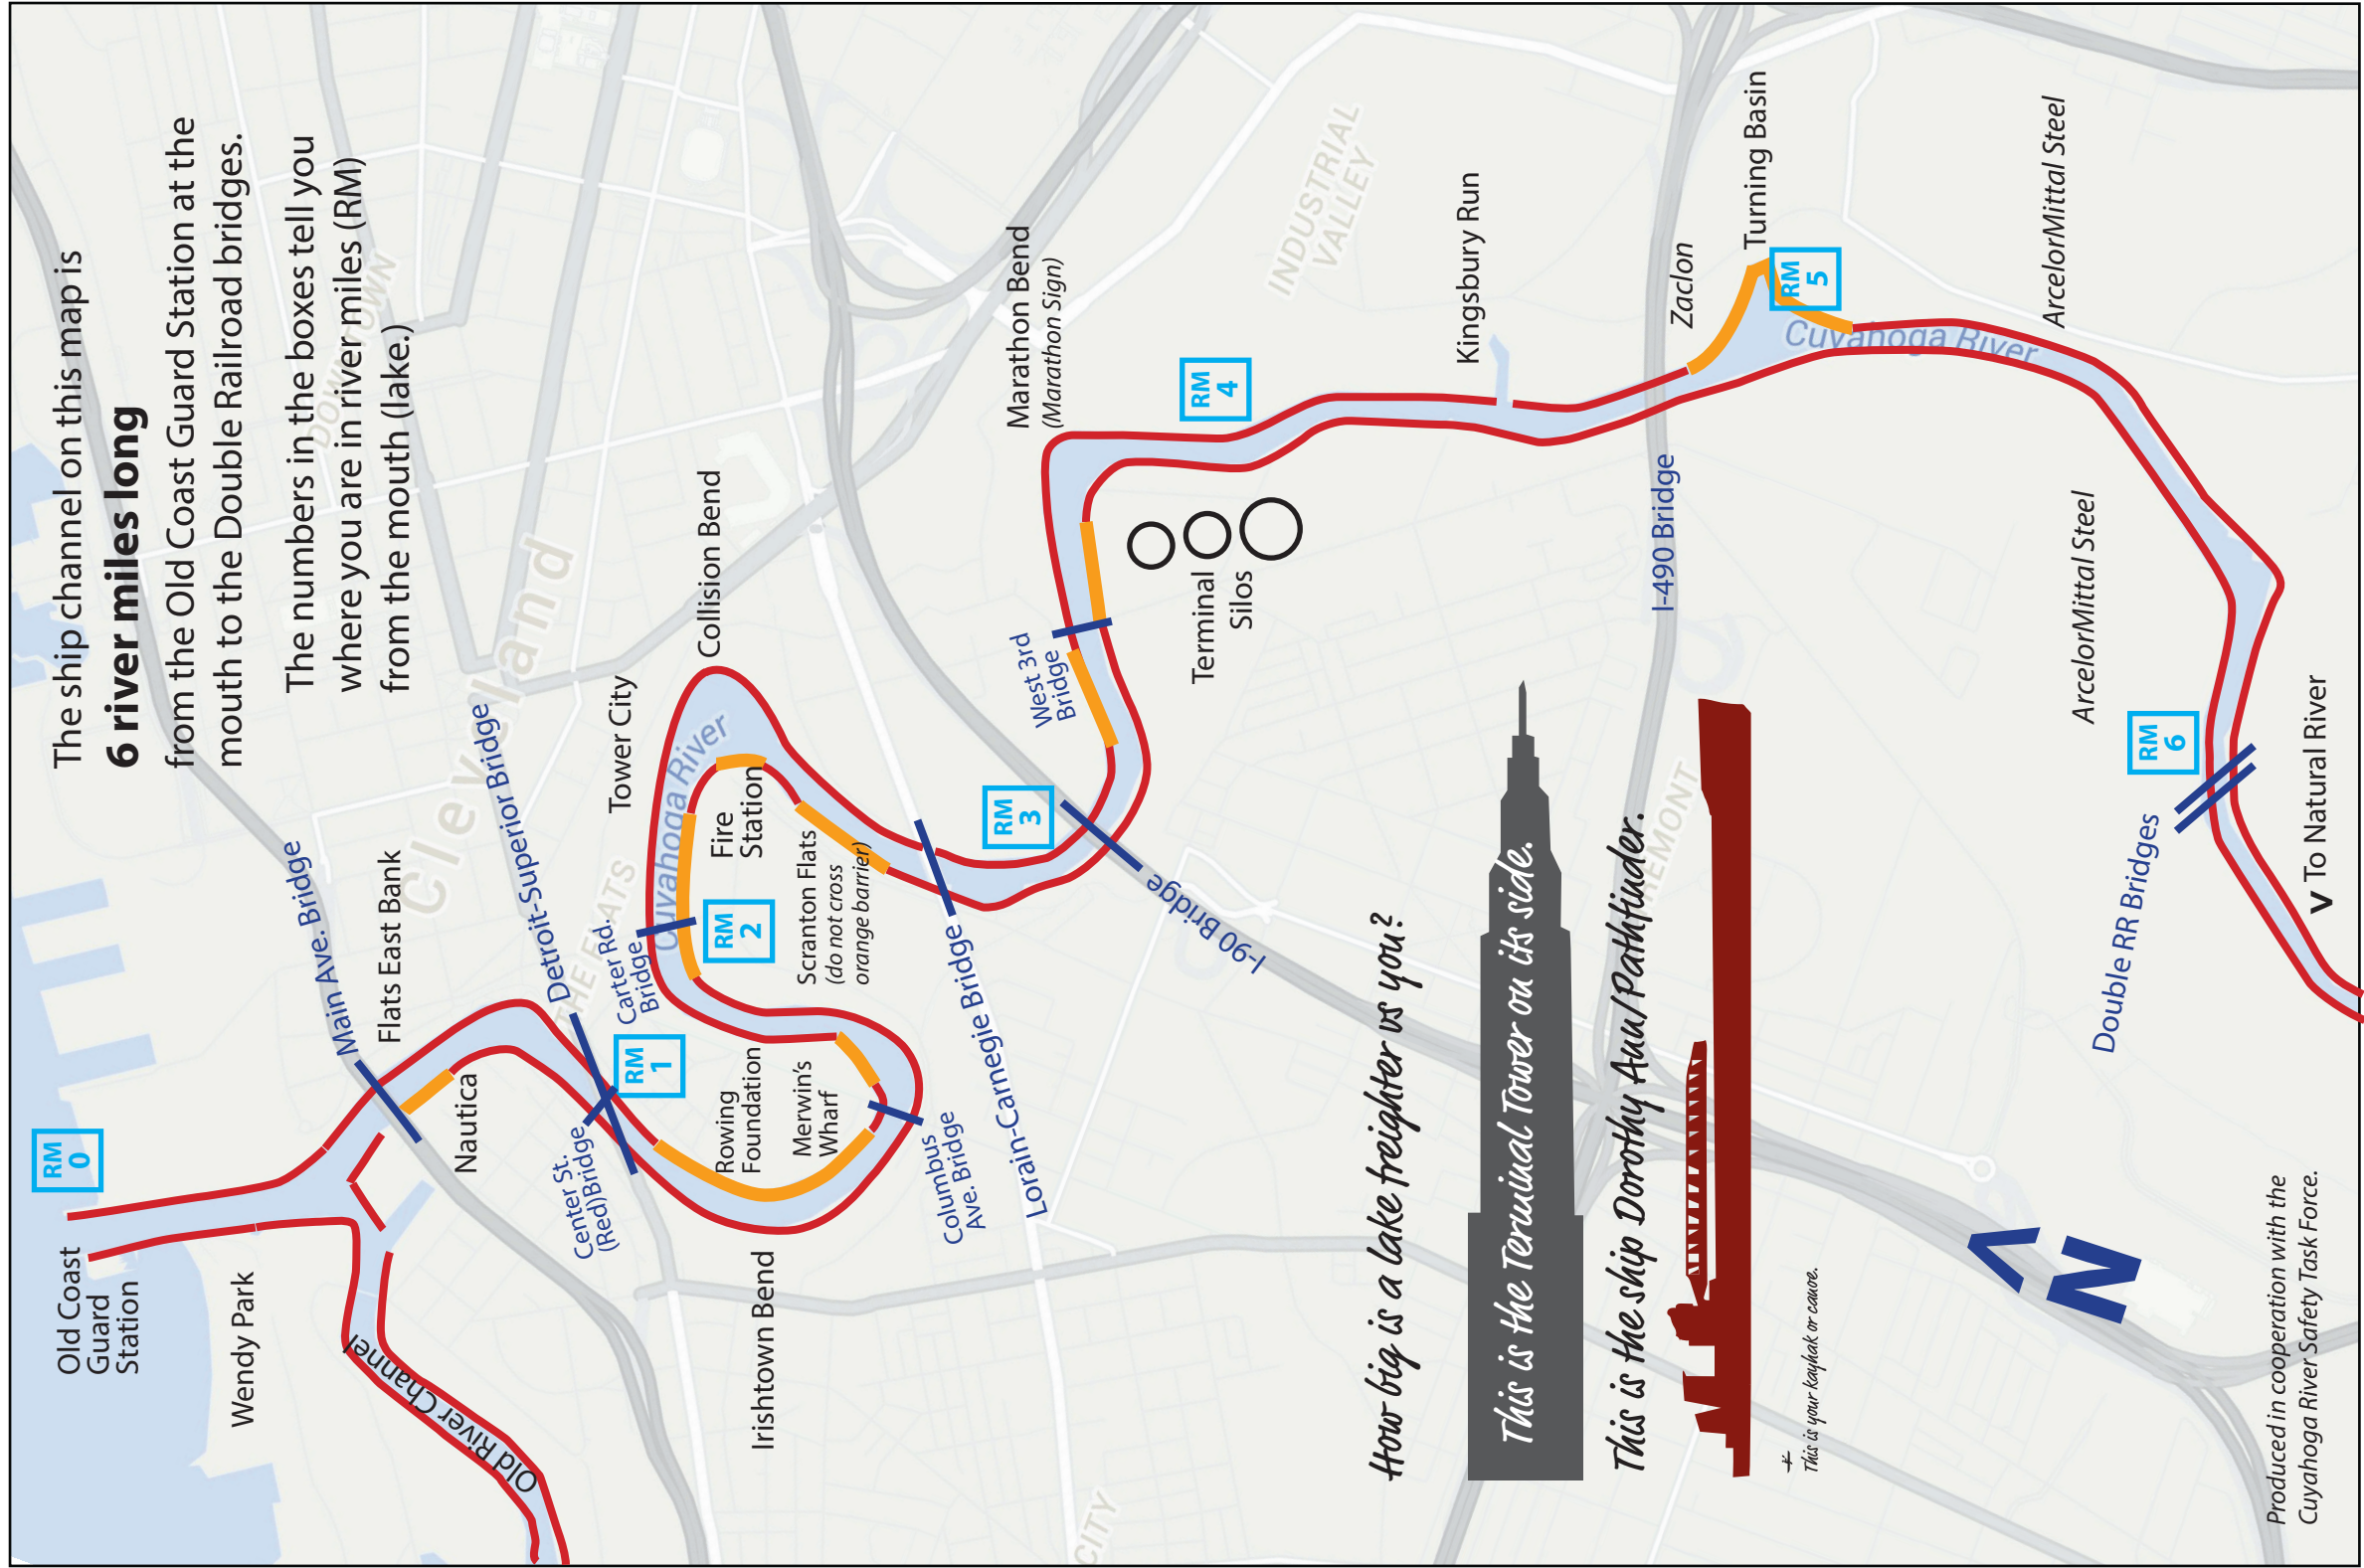 The ship channel on this map is
6 river miles long
from the Old Coast Guard Station at the
mouth to the Double Railroad bridges.
The numbers in the boxes tell you
where you are in river miles (RM)
from the mouth (lake.)
DOWNTOWN
Cleveland
THE FLATS
INDUSTRIAL
VALLEY
TREMONT
CITY
RM
0
Old Coast
Guard
Station
Wendy Park
Old River Channel
Main Ave. Bridge
Flats East Bank
Nautica
Detroit-Superior Bridge
Center St.
(Red)Bridge
RM
1
Irishtown Bend
Rowing
Foundation
Merwin's
Wharf
Columbus
Ave. Bridge
Carter Rd.
Bridge
RM
2
Cuyahoga River
Tower City
Collision Bend
Fire
Station
Scranton Flats
(do not cross
orange barrier)
Lorain-Carnegie Bridge
RM
3
I-90 Bridge
West 3rd
Bridge
Terminal
Silos
Marathon Bend
(Marathon Sign)
RM
4
Kingsbury Run
I-490 Bridge
Zaclon
Turning Basin
RM
5
Cuyahoga River
ArcelorMittal Steel
ArcelorMittal Steel
RM
6
Double RR Bridges
V To Natural River
How big is a lake freighter vs you?
This is the Terminal Tower on its side.
This is the ship Dorothy Ann/Pathfinder.
This is your kayhak or canoe.
N
Produced in cooperation with the
Cuyahoga River Safety Task Force.